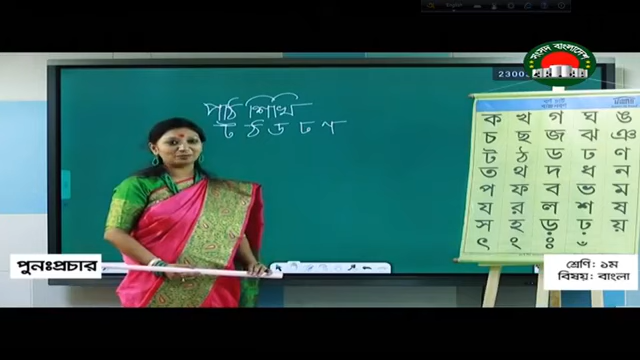 সংসদ বাংলাদেশ
পাঠ শিখি
ট ঠ ড ঢ ণ
ক খ গ ঘ ঙ
চ ছ জ ঝ ঞ
ট ঠ ড ঢ ণ
ত থ দ ধ ন
প ফ ব ভ ম
য র ল শ ষ
স হ ড় ঢ় য়
ৎ ং ঃ ঁ
পুনঃপ্রচার
শ্রেণি: ১ম
বিষয়: বাংলা